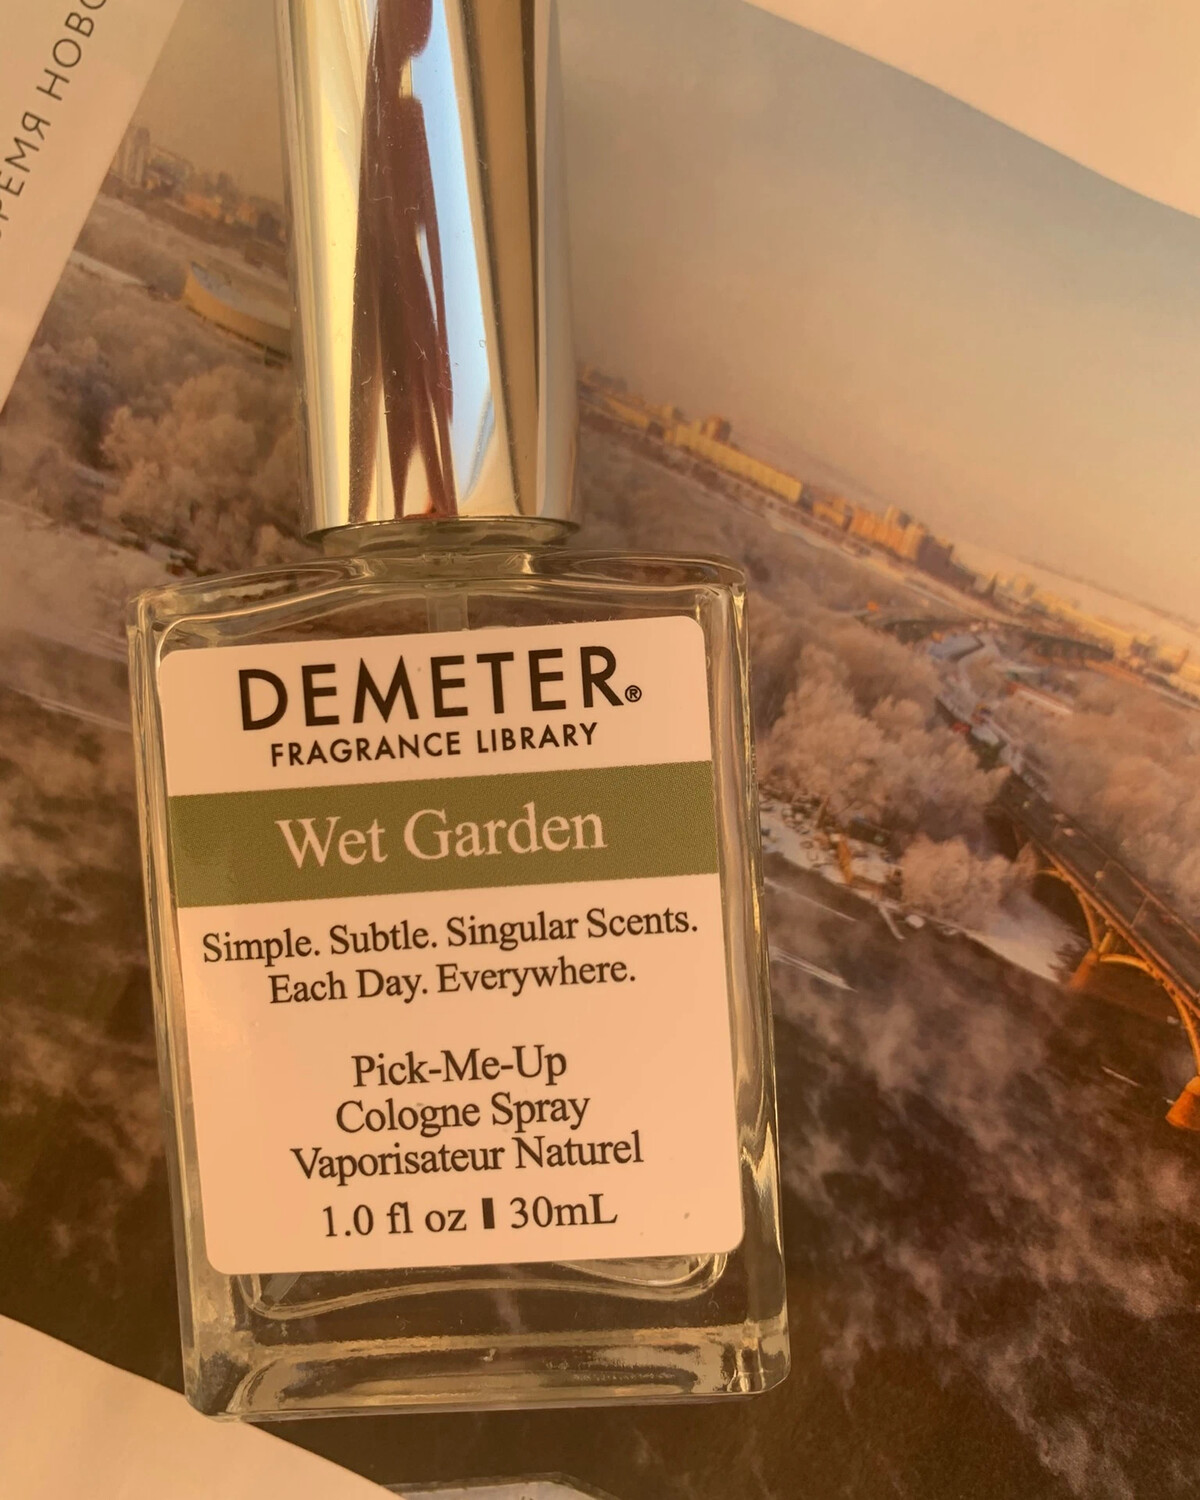 DEMETER®
FRAGRANCE LIBRARY
Wet Garden
Simple. Subtle. Singular Scents.
Each Day. Everywhere.
Pick-Me-Up
Cologne Spray
Vaporisateur Naturel
1.0 fl oz ▮ 30mL